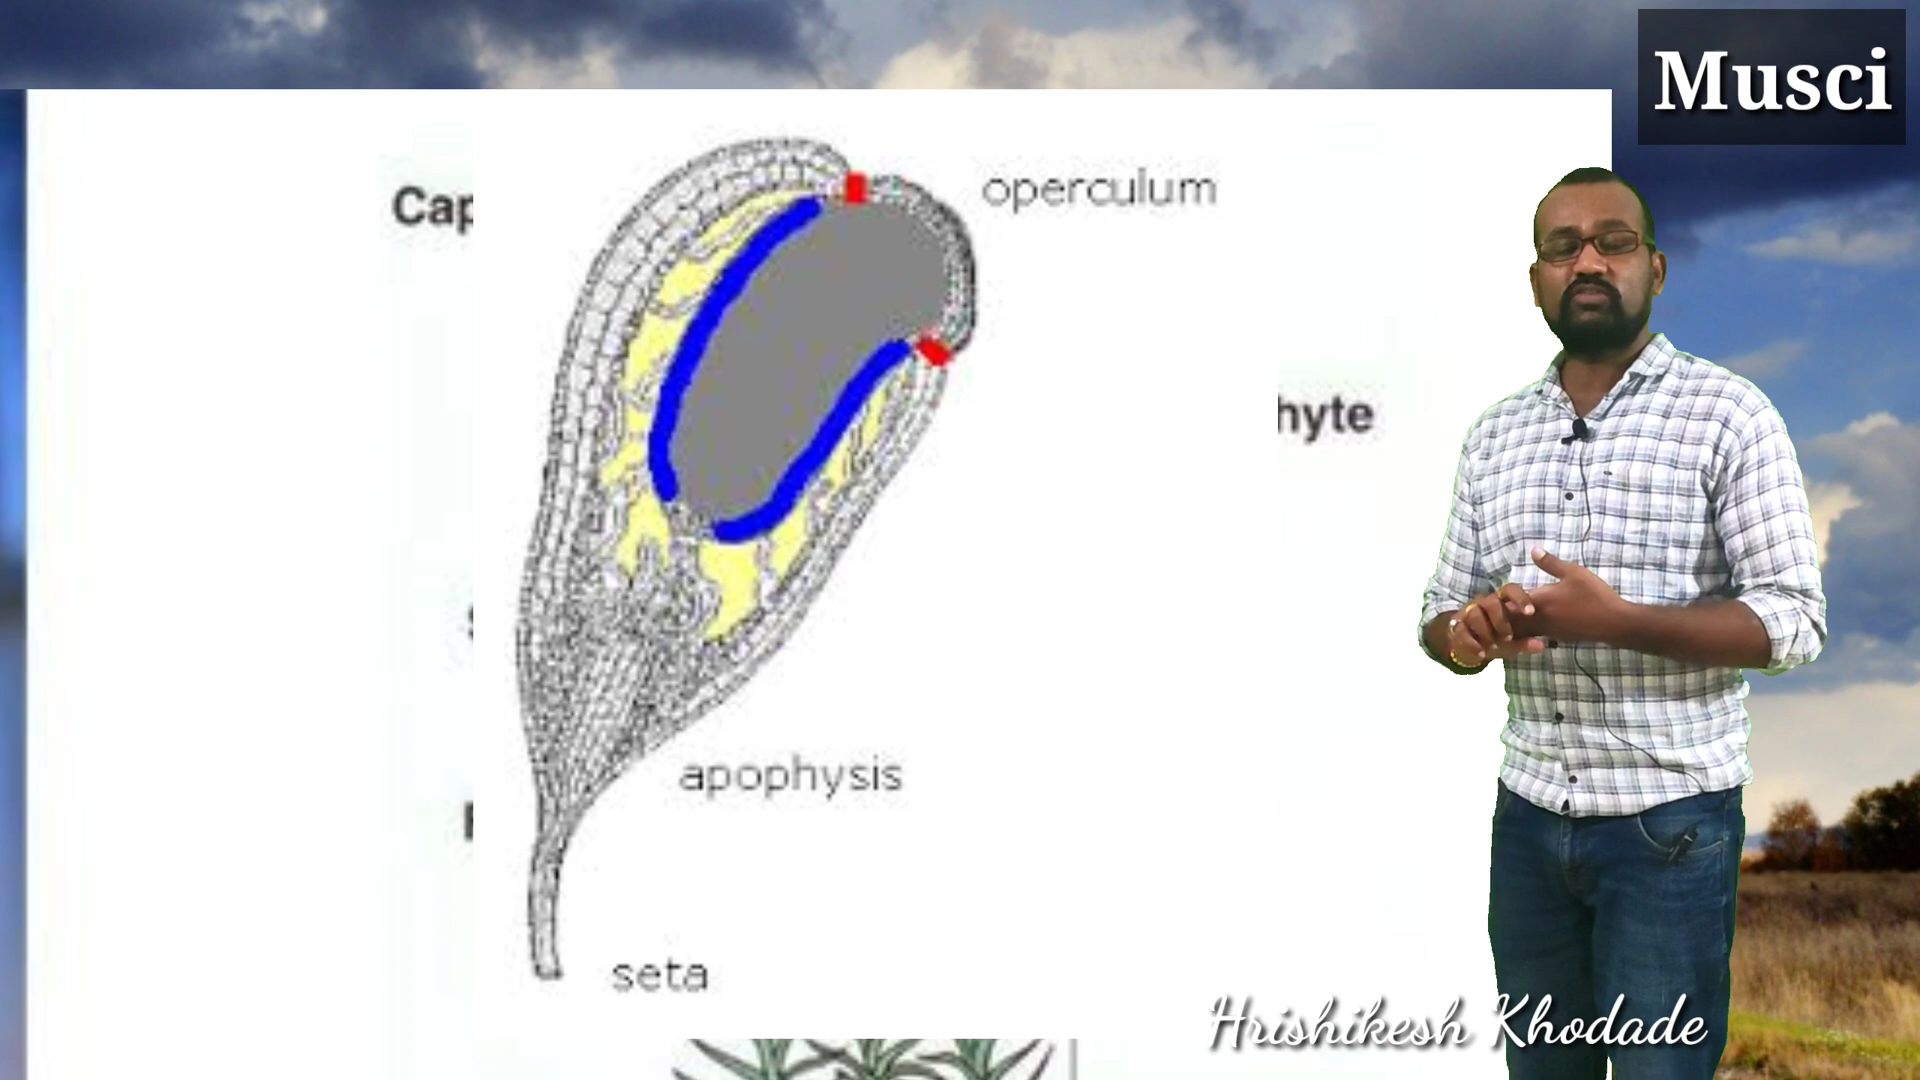 Musci
operculum
Cap
hyte
apophysis
seta
Hrishikesh Khodade